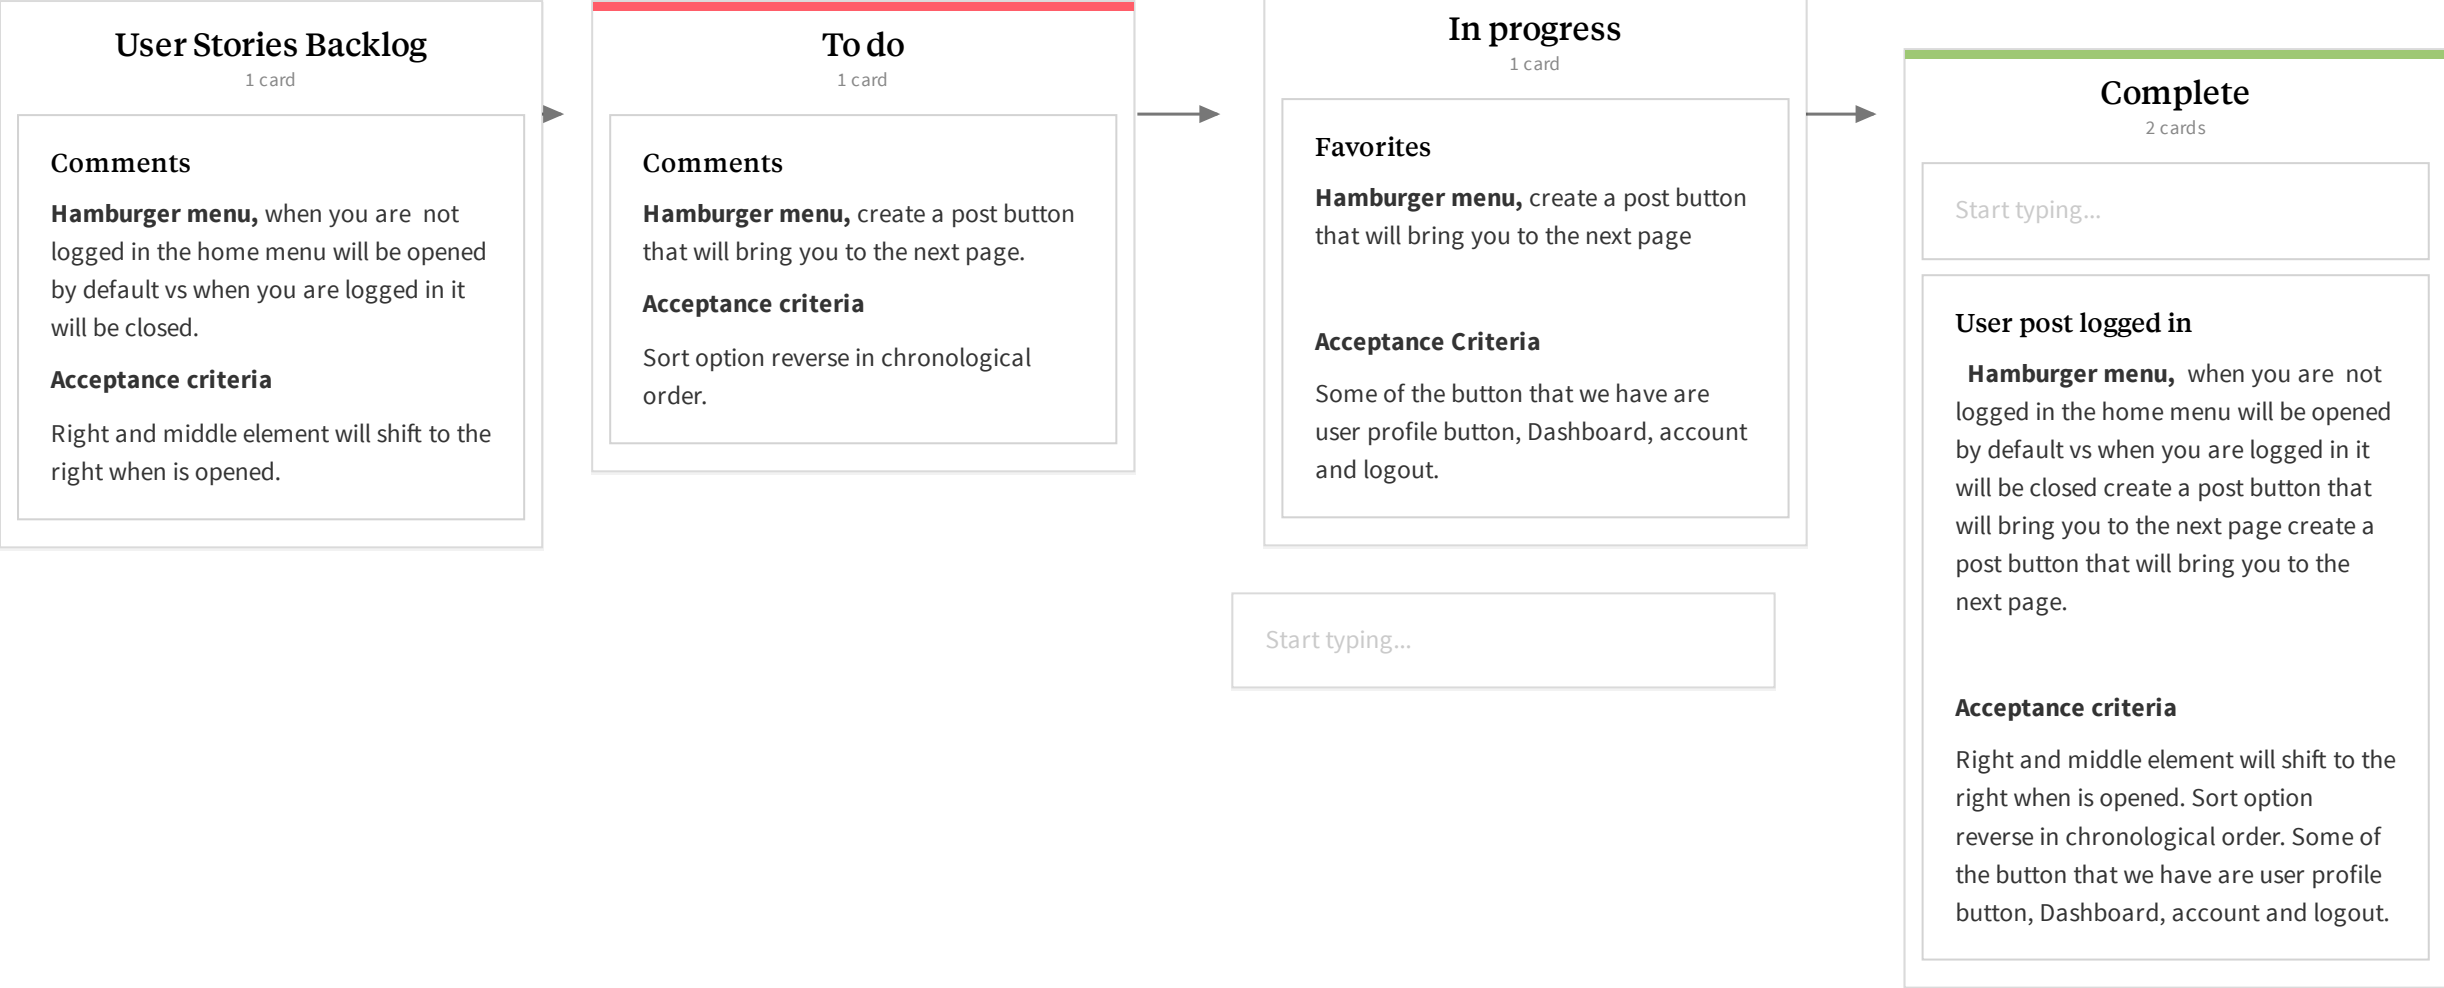 User Stories Backlog
1 card
Comments
Hamburger menu, when you are  not
logged in the home menu will be opened
by default vs when you are logged in it
will be closed.
Acceptance criteria
Right and middle element will shift to the
right when is opened.
To do
1 card
Comments
Hamburger menu, create a post button
that will bring you to the next page.
Acceptance criteria
Sort option reverse in chronological
order.
In progress
1 card
Favorites
Hamburger menu, create a post button
that will bring you to the next page
Acceptance Criteria
Some of the button that we have are
user profile button, Dashboard, account
and logout.
Start typing...
Complete
2 cards
Start typing...
User post logged in
Hamburger menu,  when you are  not
logged in the home menu will be opened
by default vs when you are logged in it
will be closed create a post button that
will bring you to the next page create a
post button that will bring you to the
next page.
Acceptance criteria
Right and middle element will shift to the
right when is opened. Sort option
reverse in chronological order. Some of
the button that we have are user profile
button, Dashboard, account and logout.